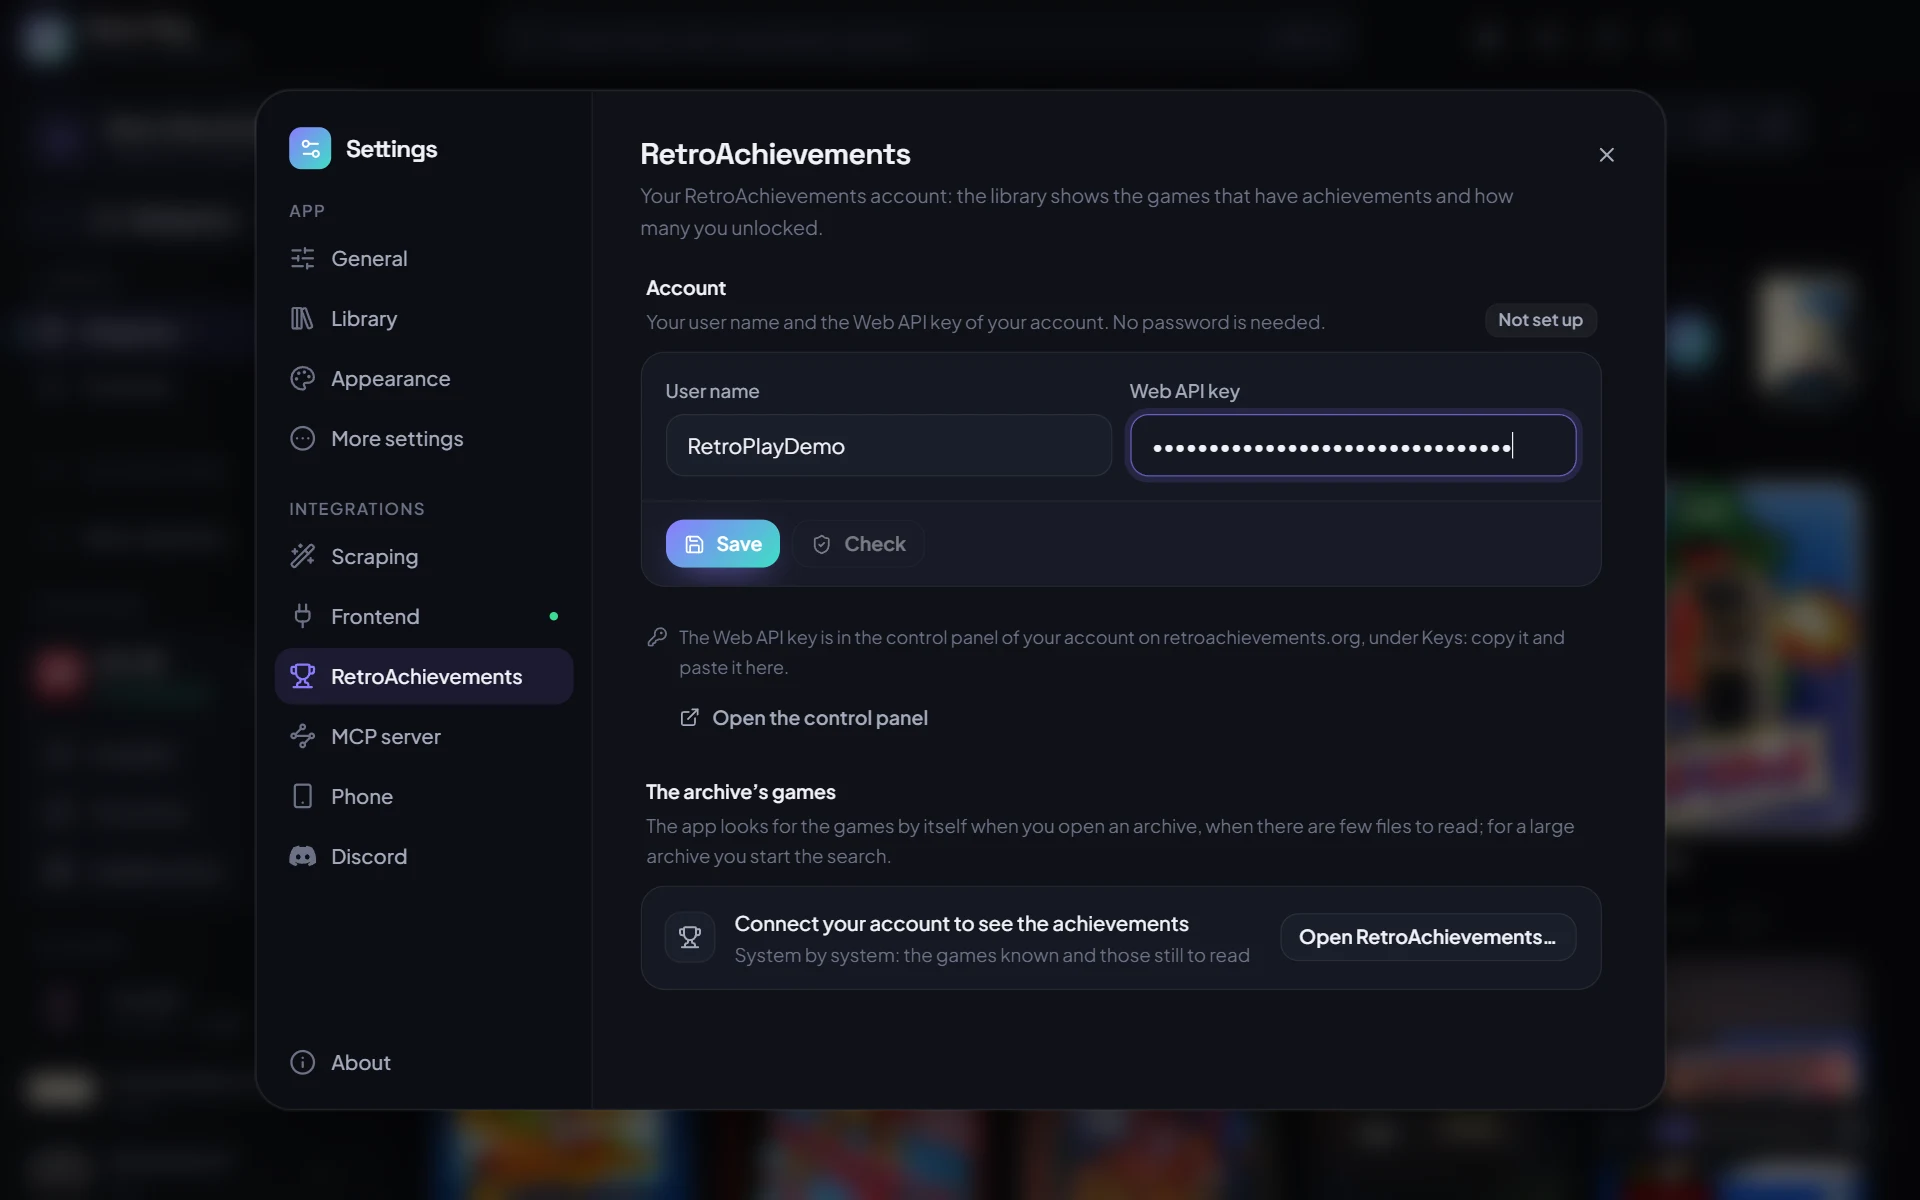 Settings
APP
General
Library
Appearance
More settings
INTEGRATIONS
Scraping
Frontend
RetroAchievements
MCP server
Phone
Discord
About
RetroAchievements
Your RetroAchievements account: the library shows the games that have achievements and how
many you unlocked.
Account
Your user name and the Web API key of your account. No password is needed.
Not set up
User name
Web API key
RetroPlayDemo
••••••••••••••••••••••••••••••••
Save
Check
The Web API key is in the control panel of your account on retroachievements.org, under Keys: copy it and
paste it here.
Open the control panel
The archive’s games
The app looks for the games by itself when you open an archive, when there are few files to read; for a large
archive you start the search.
Connect your account to see the achievements
System by system: the games known and those still to read
Open RetroAchievements…